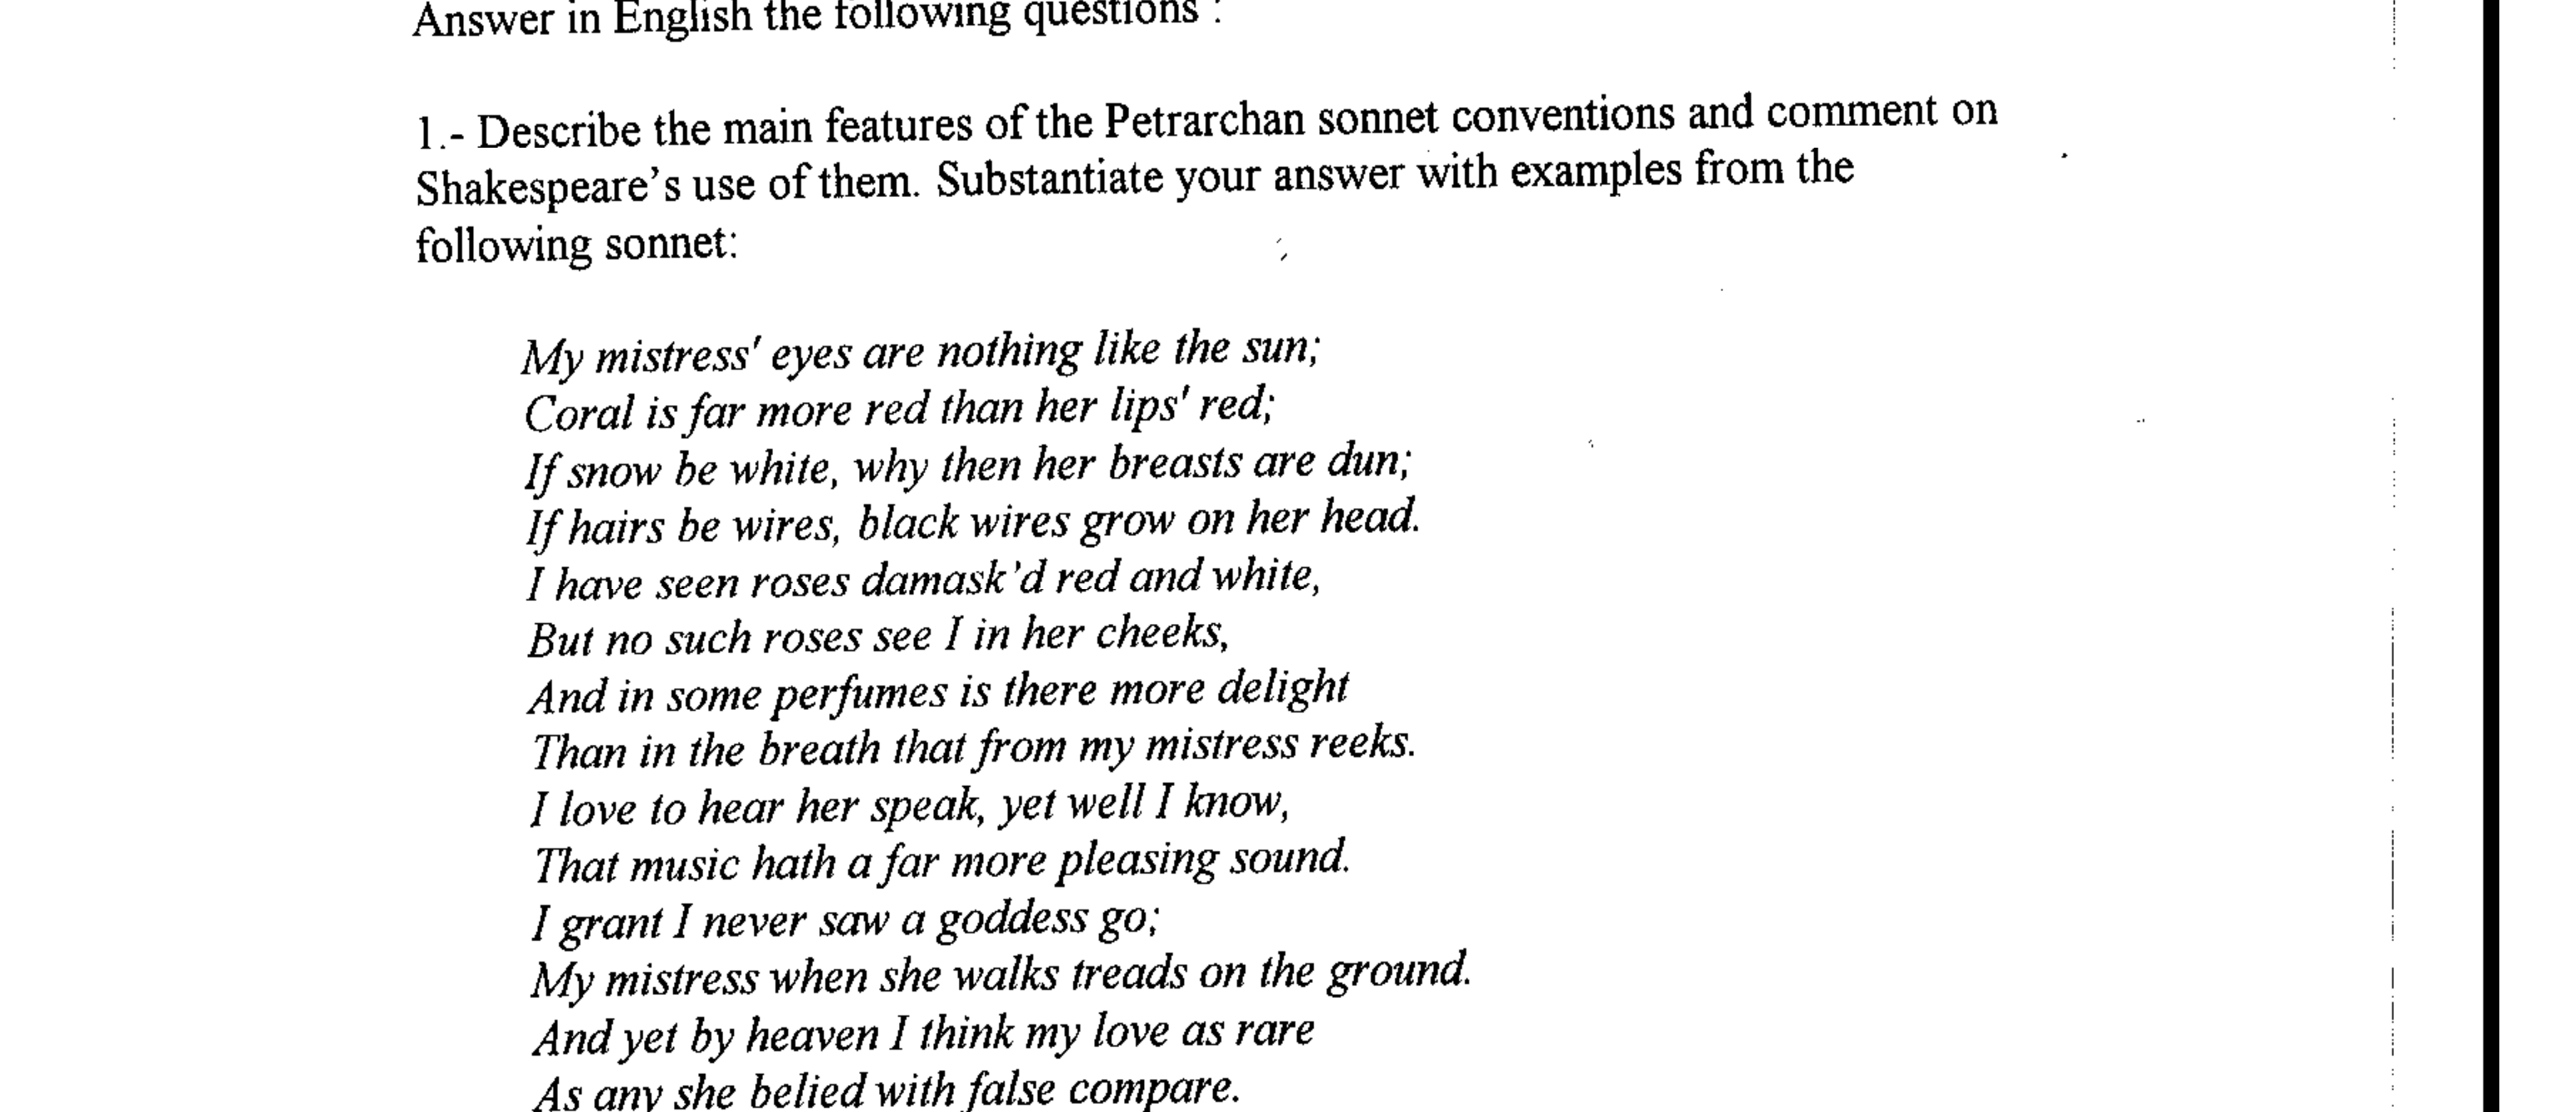 Answer in English the following questions :
1.- Describe the main features of the Petrarchan sonnet conventions and comment on
Shakespeare's use of them. Substantiate your answer with examples from the
following sonnet:
My mistress' eyes are nothing like the sun;
Coral is far more red than her lips' red;
If snow be white, why then her breasts are dun;
If hairs be wires, black wires grow on her head.
I have seen roses damask'd red and white,
But no such roses see I in her cheeks,
And in some perfumes is there more delight
Than in the breath that from my mistress reeks.
I love to hear her speak, yet well I know,
That music hath a far more pleasing sound.
I grant I never saw a goddess go;
My mistress when she walks treads on the ground.
And yet by heaven I think my love as rare
As any she belied with false compare.